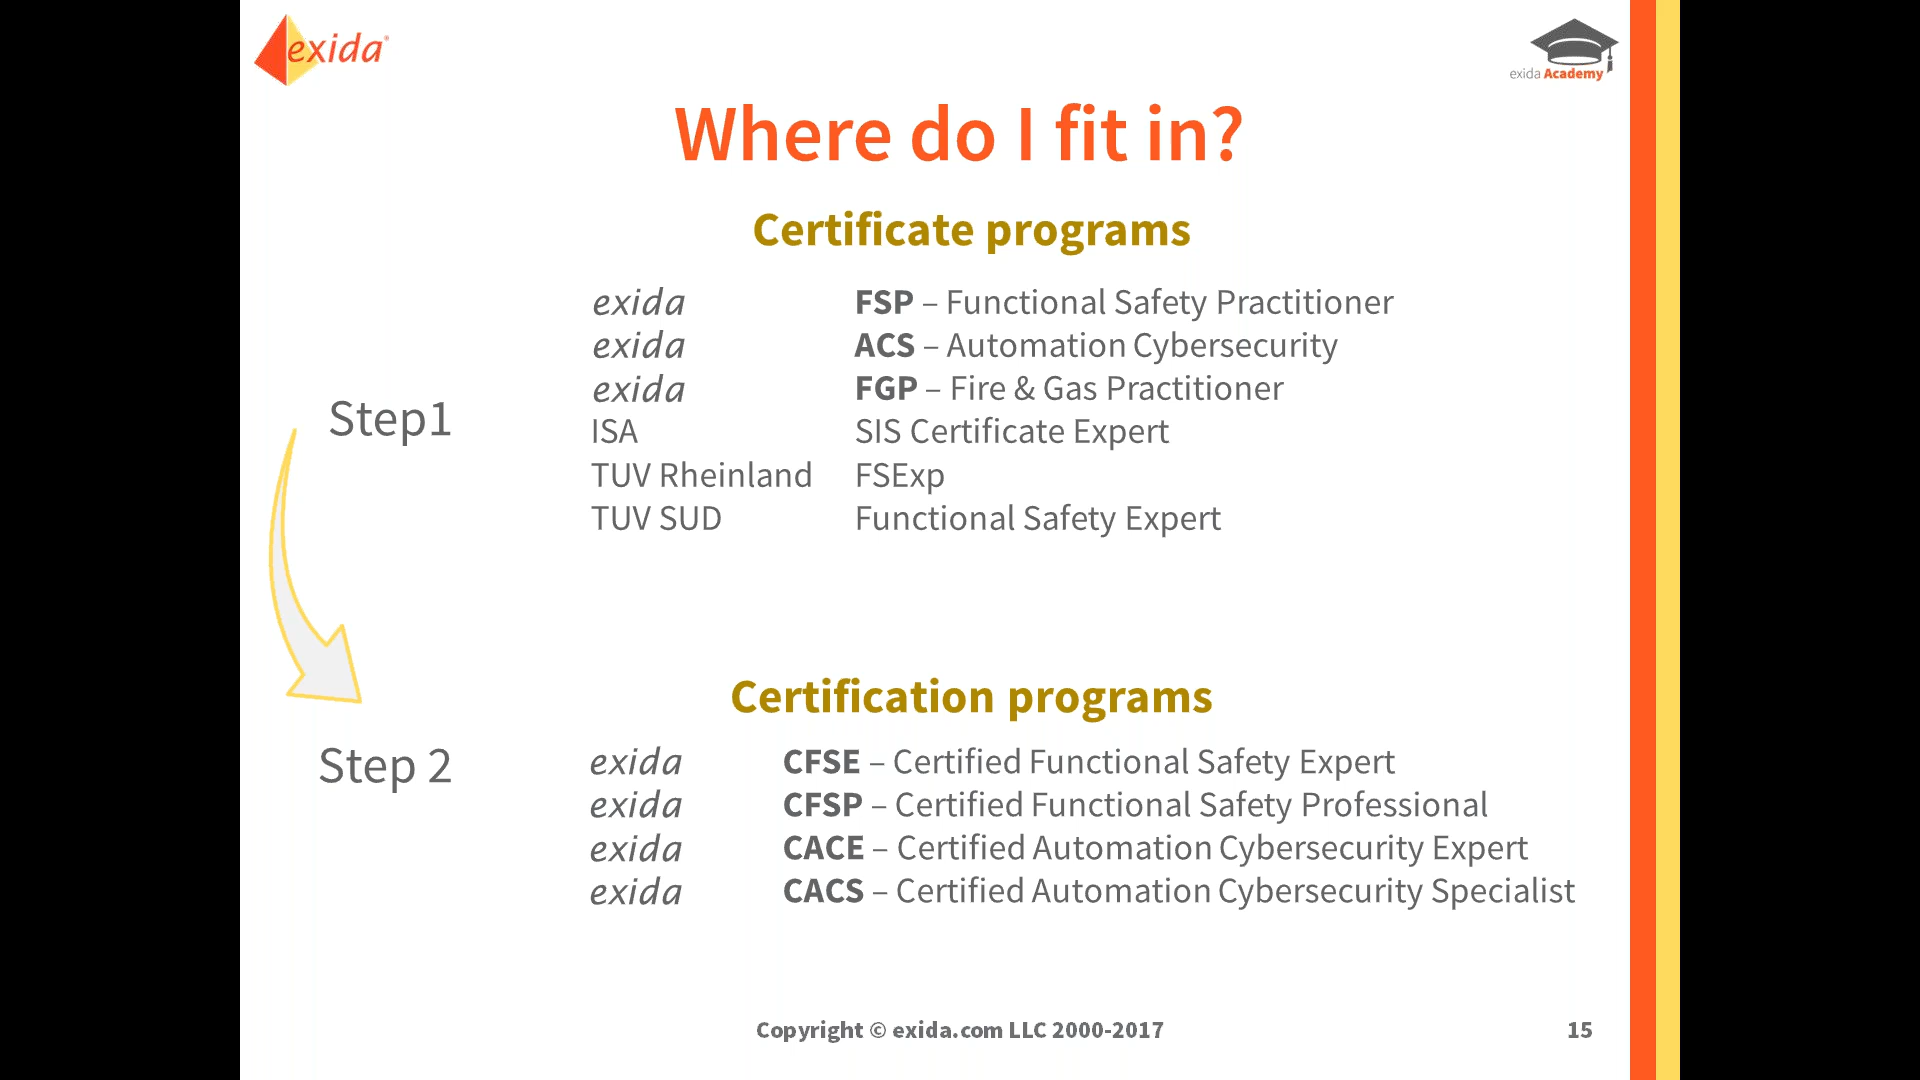 exida
exida Academy
Where do I fit in?
Certificate programs
exida FSP – Functional Safety Practitioner
exida ACS – Automation Cybersecurity
exida FGP – Fire & Gas Practitioner
Step1
ISA SIS Certificate Expert
TUV Rheinland FSExp
TUV SUD Functional Safety Expert
Certification programs
Step 2
exida CFSE – Certified Functional Safety Expert
exida CFSP – Certified Functional Safety Professional
exida CACE – Certified Automation Cybersecurity Expert
exida CACS – Certified Automation Cybersecurity Specialist
Copyright © exida.com LLC 2000-2017
15